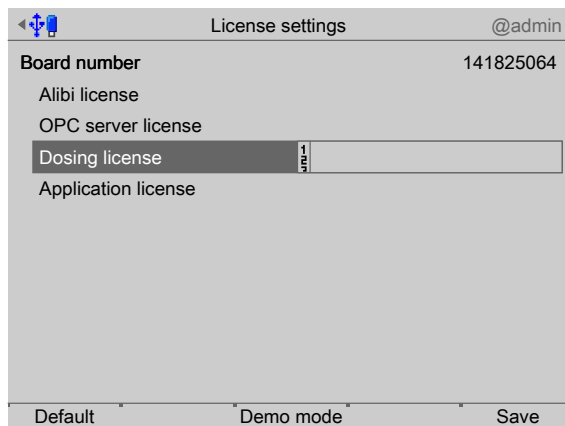 License settings @admin
Board number 141825064
Alibi license
OPC server license
Dosing license 123
Application license
Default Demo mode Save